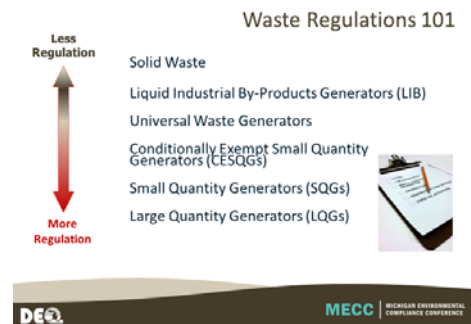 Waste Regulations 101
Less
Regulation
Solid Waste
Liquid Industrial By-Products Generators (LIB)
Universal Waste Generators
Conditionally Exempt Small Quantity
Generators (CESQGs)
Small Quantity Generators (SQGs)
Large Quantity Generators (LQGs)
More
Regulation
DEQ
MECC
MICHIGAN ENVIRONMENTAL
COMPLIANCE CONFERENCE